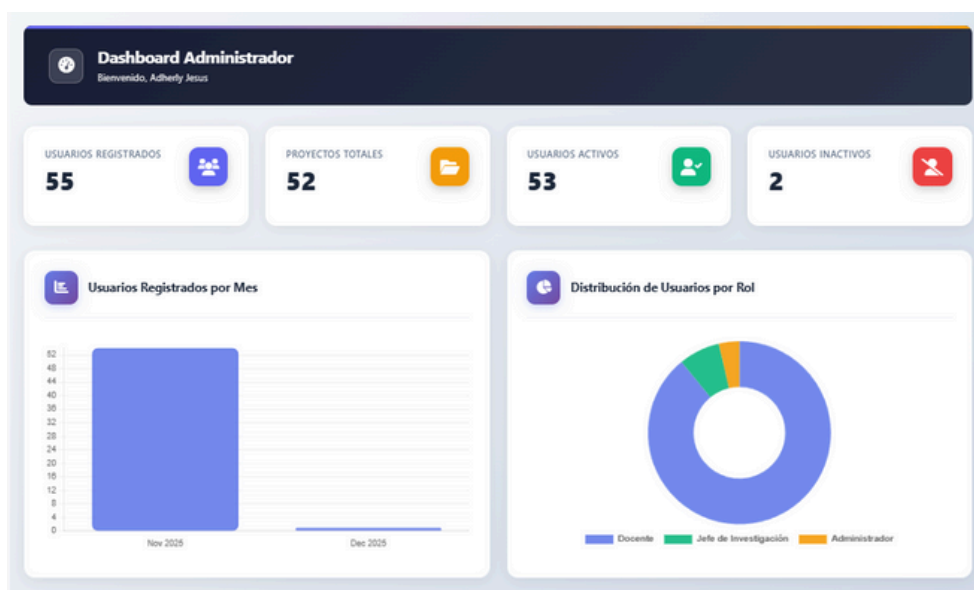 Dashboard Administrador
Bienvenido, Adherly Jesus
USUARIOS REGISTRADOS
55
PROYECTOS TOTALES
52
USUARIOS ACTIVOS
53
USUARIOS INACTIVOS
2
Usuarios Registrados por Mes
52
48
44
40
36
32
28
24
20
16
12
8
4
0
Nov 2025
Dec 2025
Distribución de Usuarios por Rol
Docente
Jefe de Investigación
Administrador